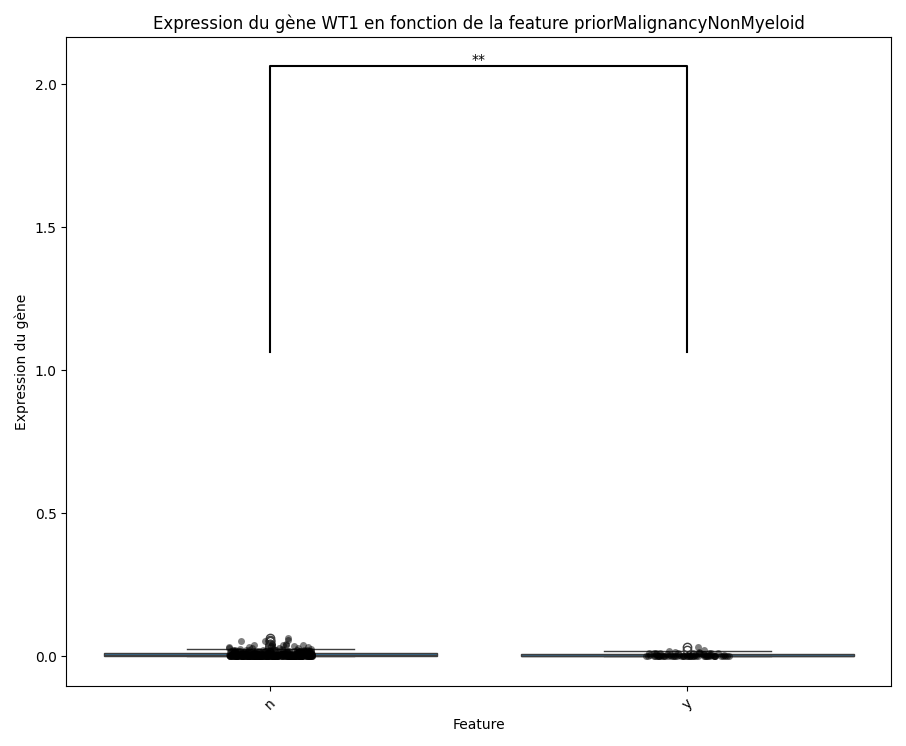 Expression du gène WT1 en fonction de la feature priorMalignancyNonMyeloid
**
2.0
1.5
1.0
0.5
0.0
Expression du gène
n
y
Feature